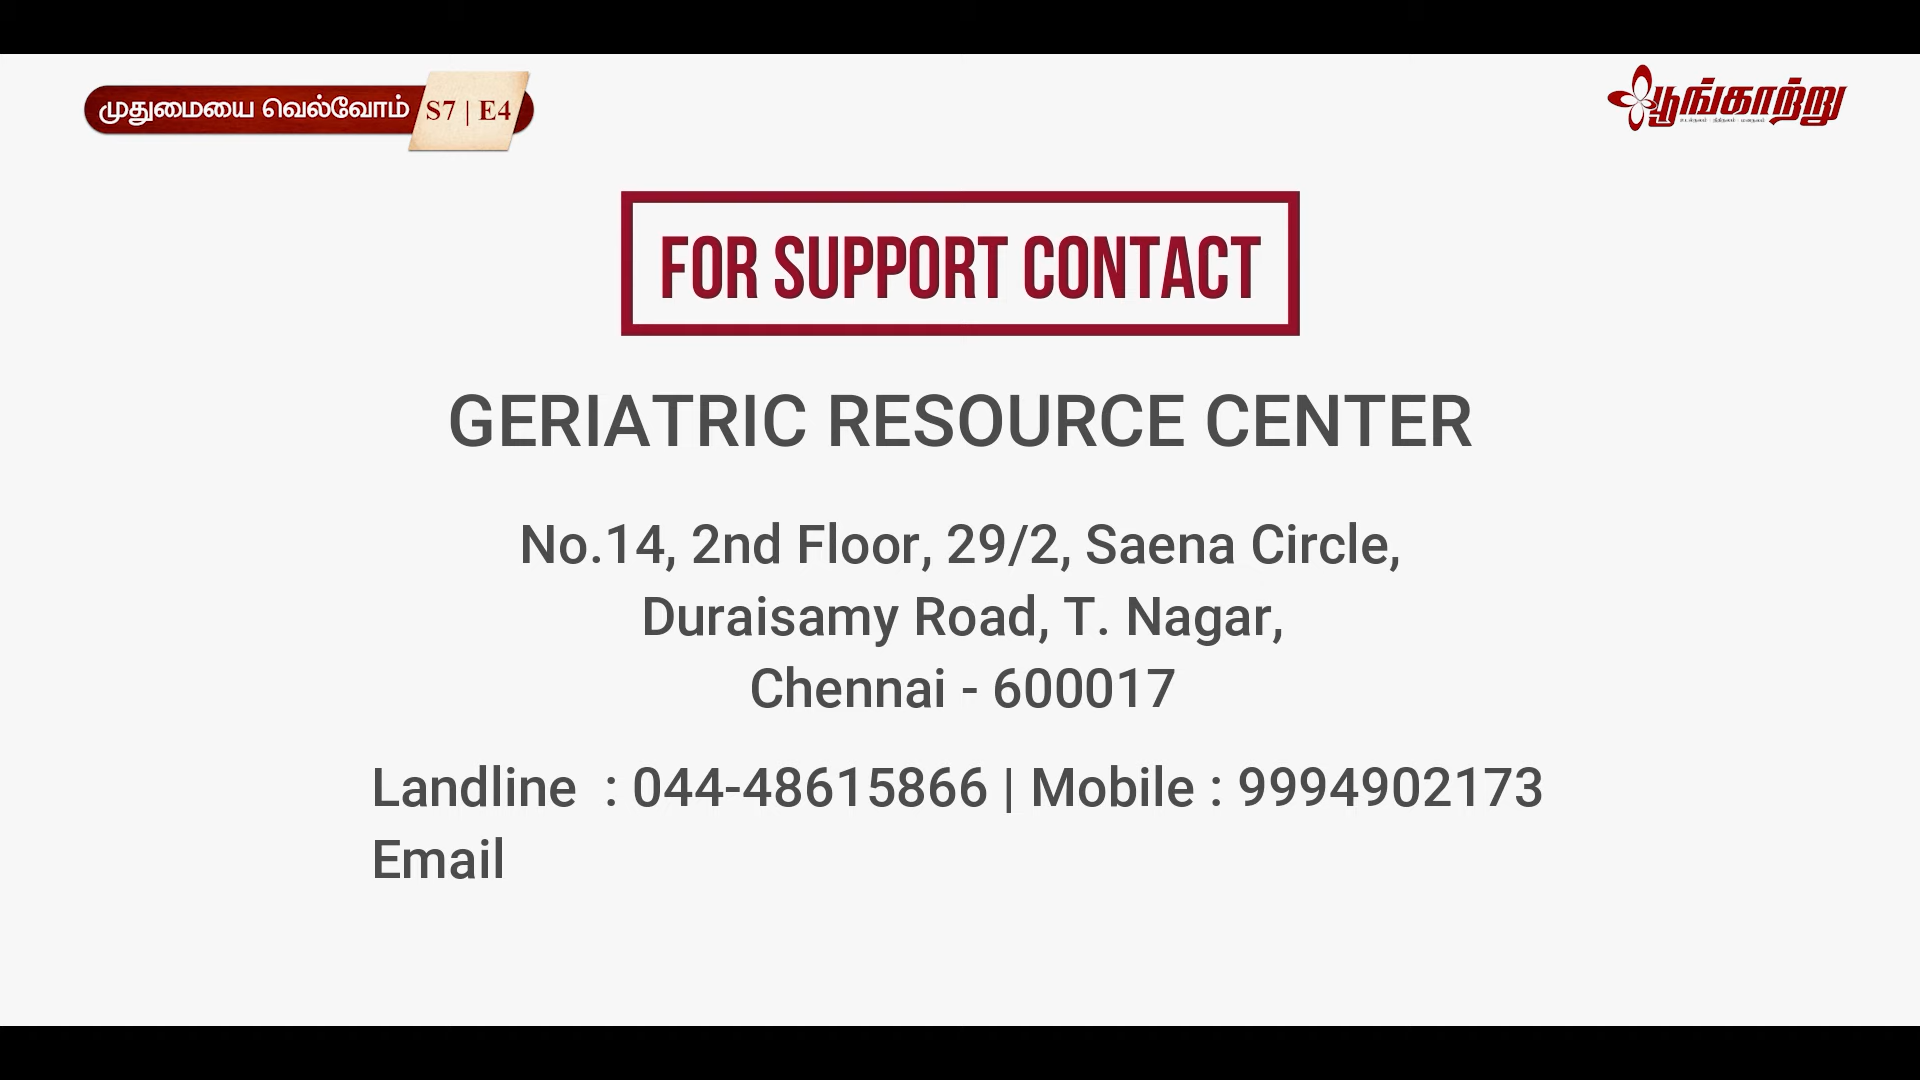 முதுமையை வெல்வோம் S7 | E4
பூங்காற்று
FOR SUPPORT CONTACT
GERIATRIC RESOURCE CENTER
No.14, 2nd Floor, 29/2, Saena Circle,
Duraisamy Road, T. Nagar,
Chennai - 600017
Landline : 044-48615866 | Mobile : 9994902173
Email